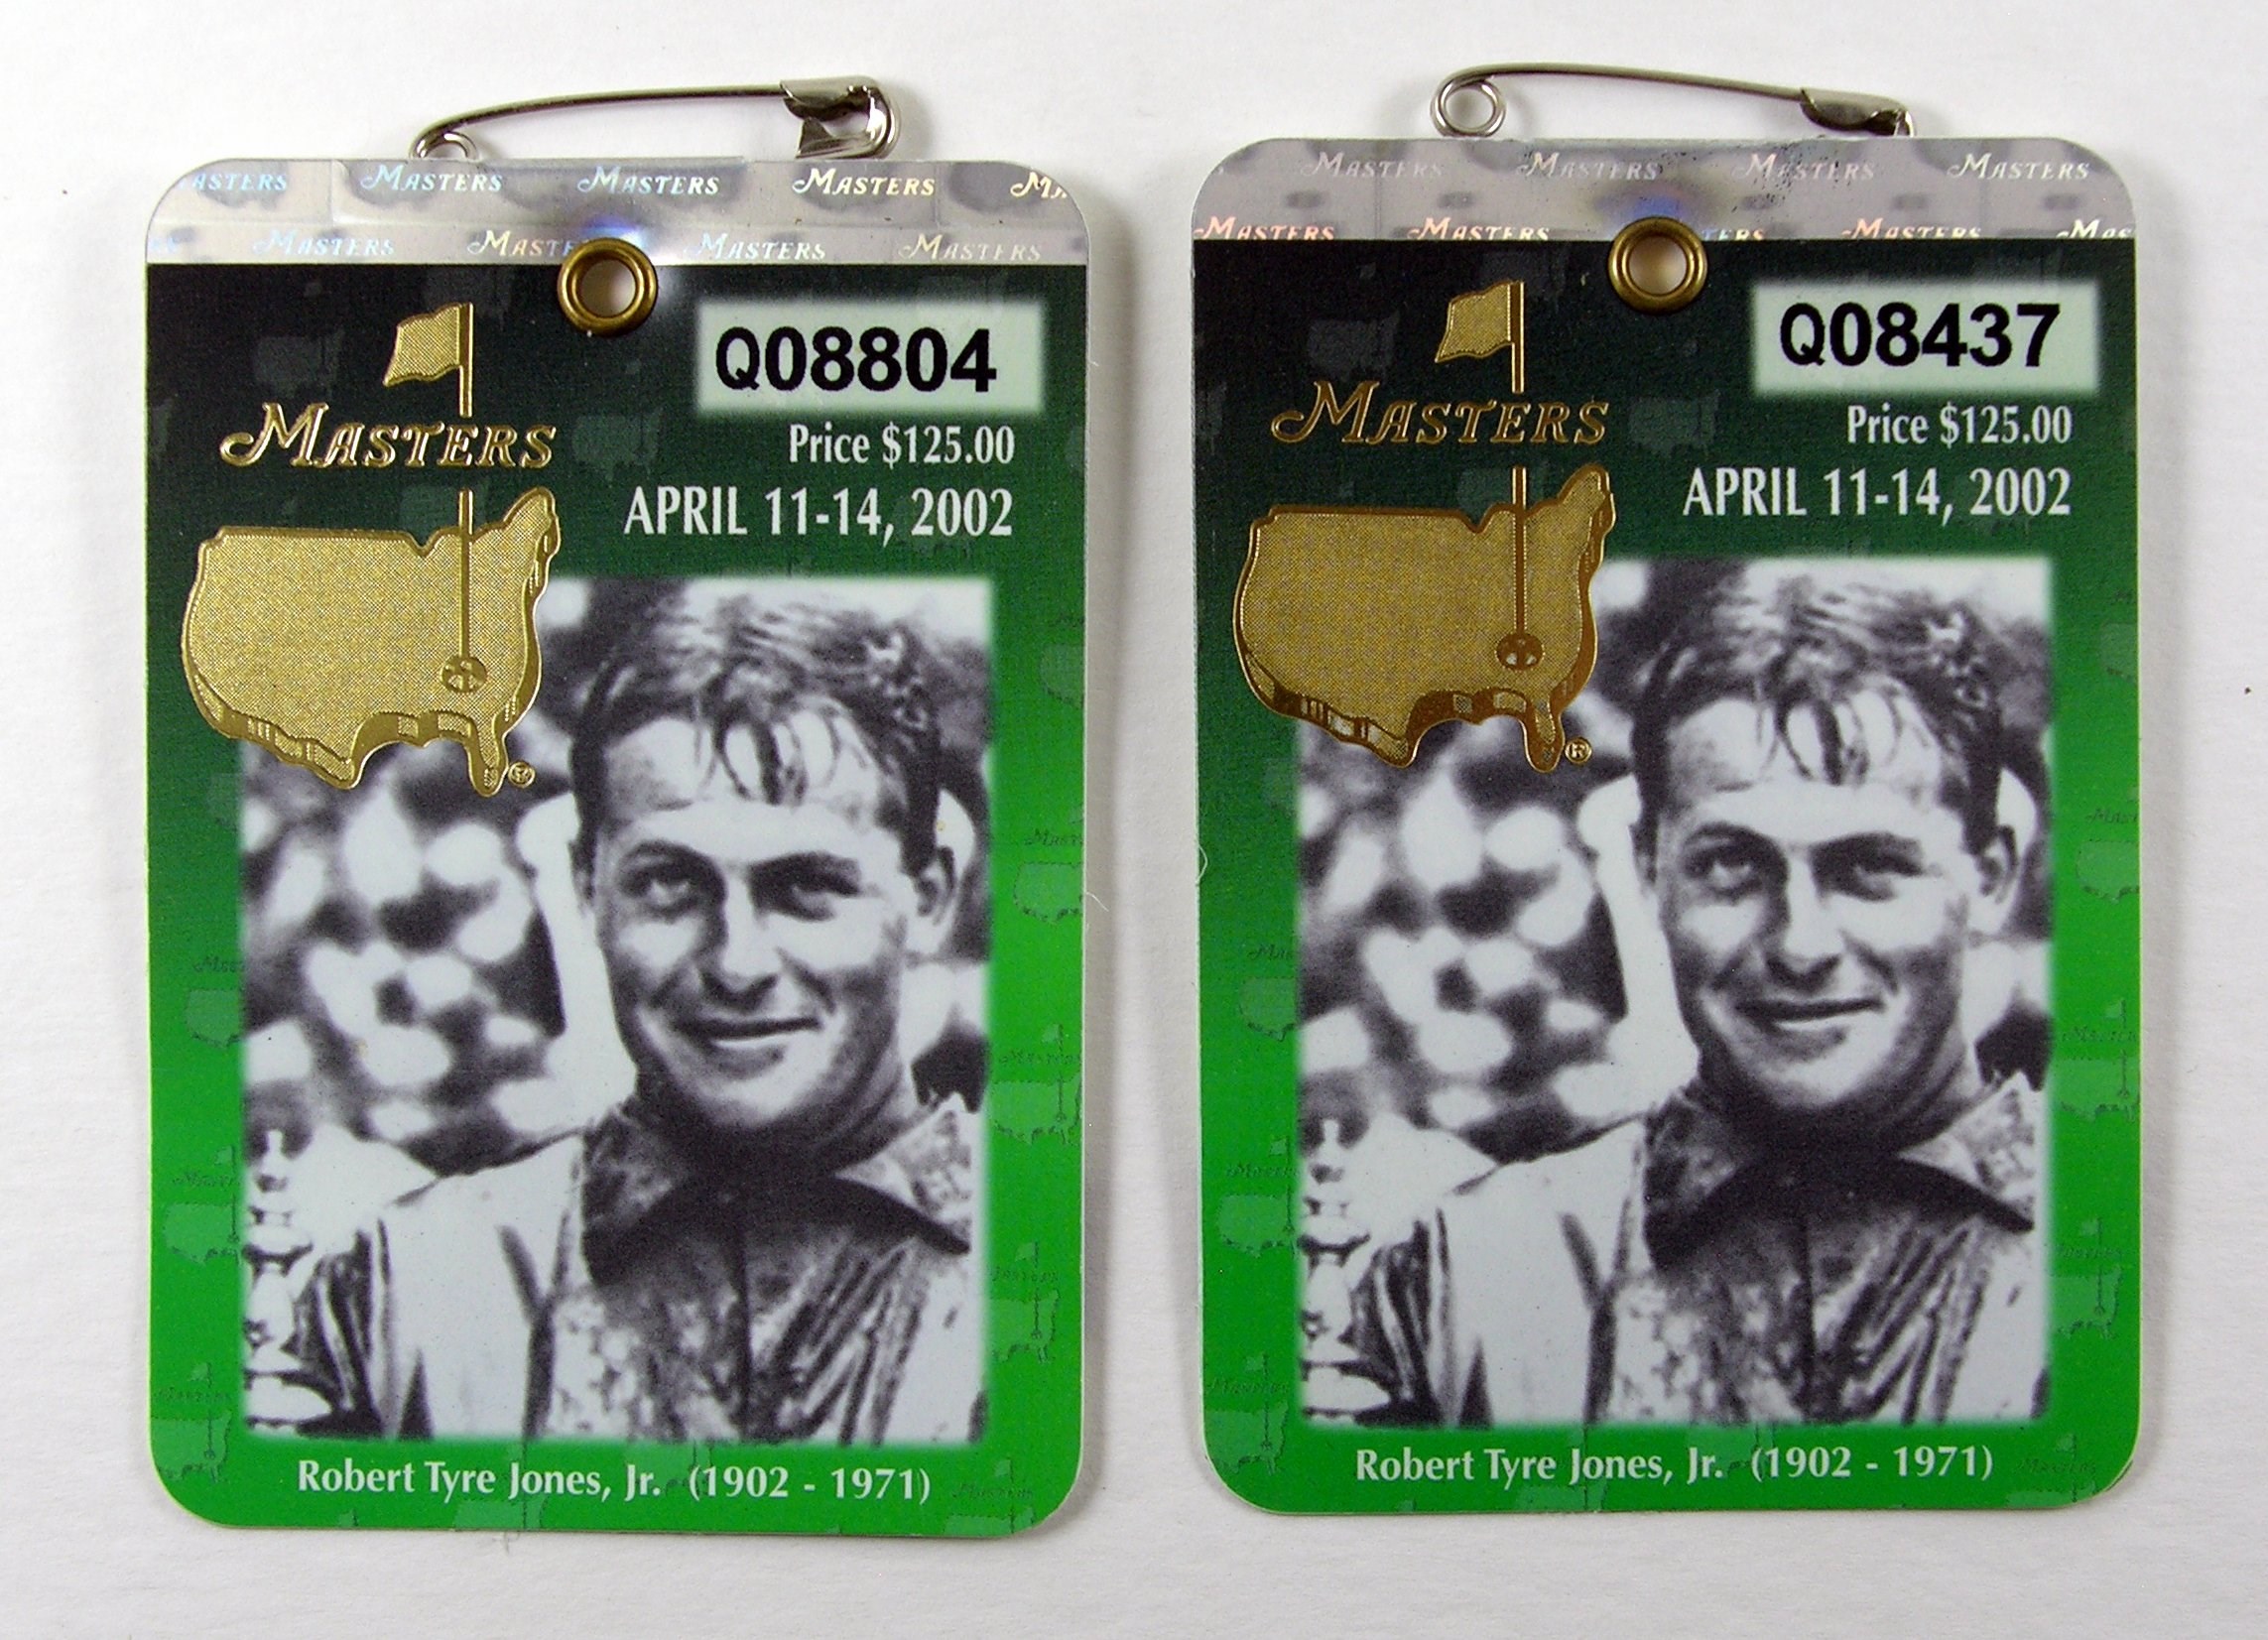 MASTERS MASTERS MASTERS
MASTERS MASTERS MASTERS
Q08804
MASTERS
Price $125.00
APRIL 11-14, 2002
®
Robert Tyre Jones, Jr. (1902 - 1971)
MASTERS MASTERS MASTERS MASTERS
MASTERS MASTERS MASTERS
Q08437
MASTERS
Price $125.00
APRIL 11-14, 2002
®
Robert Tyre Jones, Jr. (1902 - 1971)